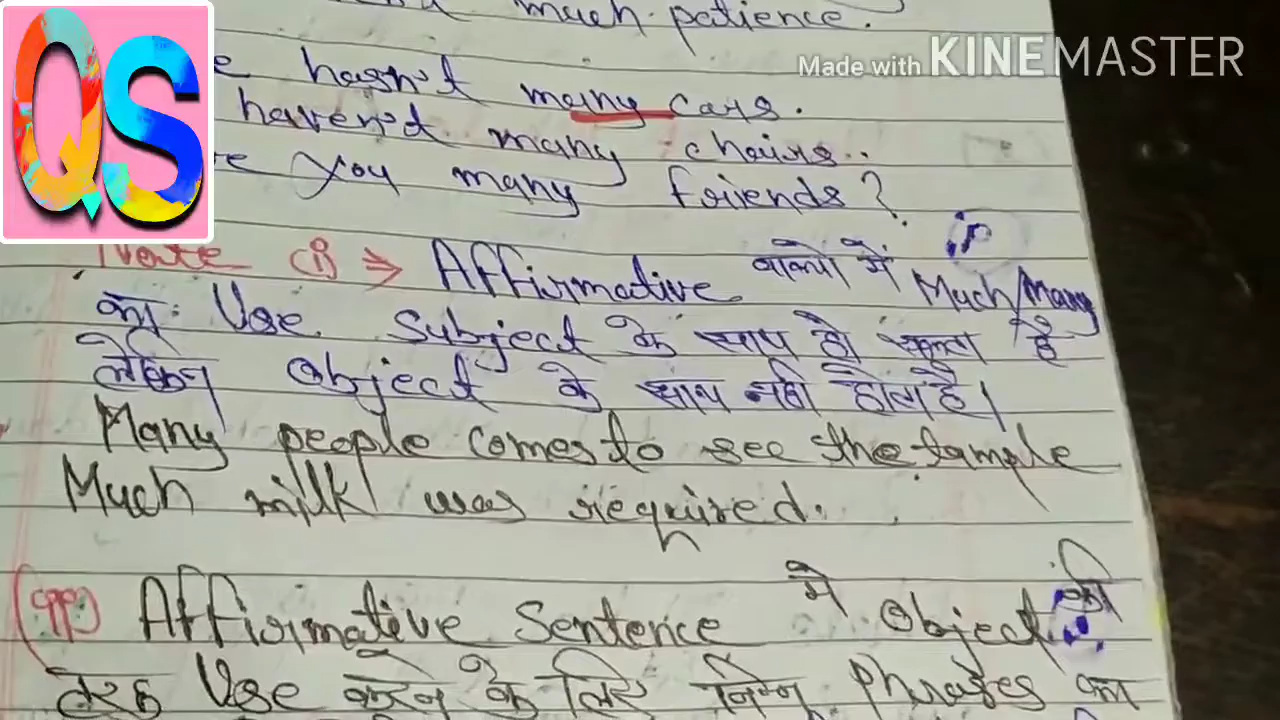 QS
much patience.
Made with KINEMASTER
hasn't many cars.
haven't many chairs.
you many friends?
Note (i) ⇒ Affirmative वाक्यो में Much/Many
का Use Subject के साथ हो सकता है
लेकिन Object के साथ नही होता है।
Many people comes to see the tample
Much milk was required.
(ii) Affirmative Sentence में Object की
तरह Use करने के लिए निम्न Phrases का